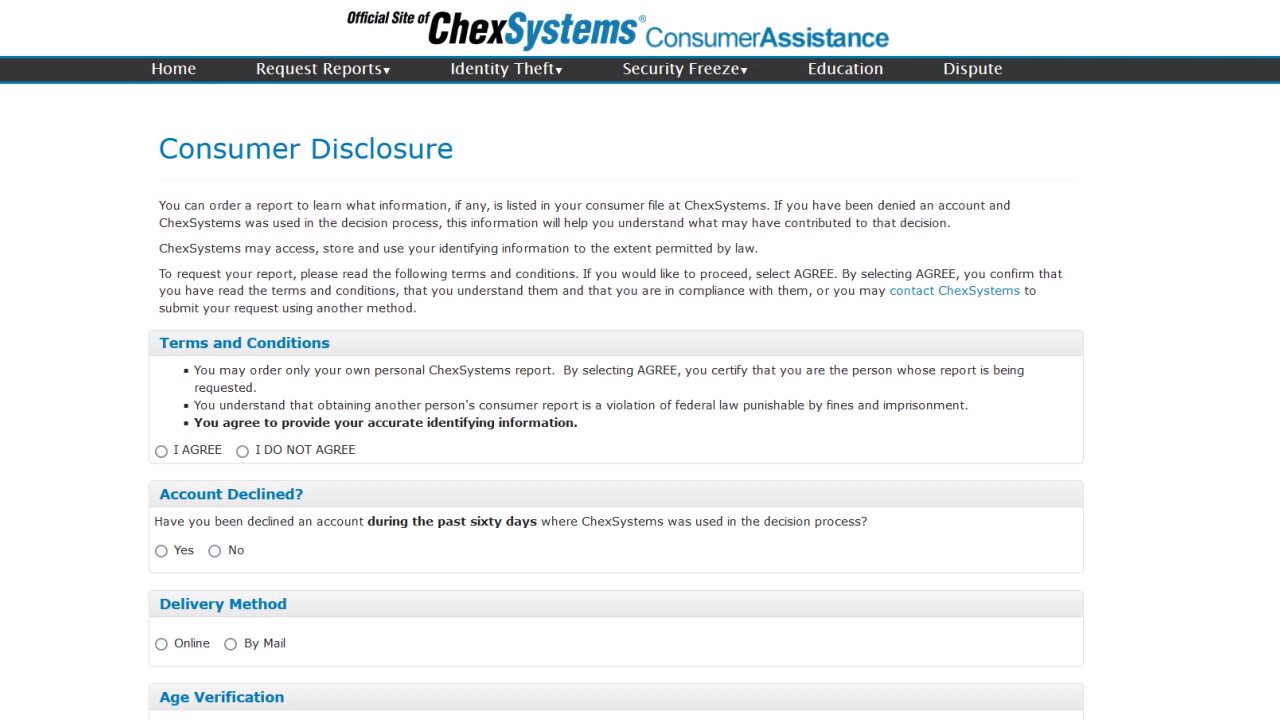 Official Site of ChexSystems® ConsumerAssistance
Home Request Reports▾ Identity Theft▾ Security Freeze▾ Education Dispute
Consumer Disclosure
You can order a report to learn what information, if any, is listed in your consumer file at ChexSystems. If you have been denied an account and
ChexSystems was used in the decision process, this information will help you understand what may have contributed to that decision.
ChexSystems may access, store and use your identifying information to the extent permitted by law.
To request your report, please read the following terms and conditions. If you would like to proceed, select AGREE. By selecting AGREE, you confirm that
you have read the terms and conditions, that you understand them and that you are in compliance with them, or you may contact ChexSystems to
submit your request using another method.
Terms and Conditions
▪ You may order only your own personal ChexSystems report. By selecting AGREE, you certify that you are the person whose report is being
requested.
▪ You understand that obtaining another person's consumer report is a violation of federal law punishable by fines and imprisonment.
▪ You agree to provide your accurate identifying information.
I AGREE I DO NOT AGREE
Account Declined?
Have you been declined an account during the past sixty days where ChexSystems was used in the decision process?
Yes No
Delivery Method
Online By Mail
Age Verification